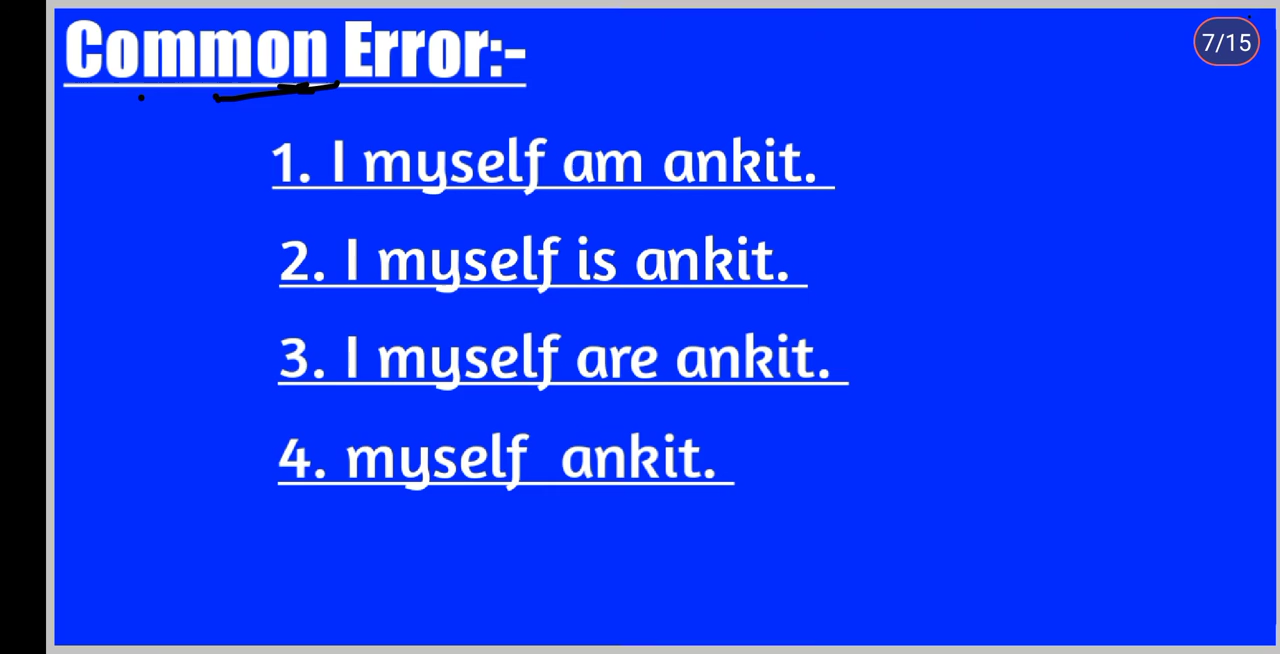 Common Error:-
7/15
1. I myself am ankit.
2. I myself is ankit.
3. I myself are ankit.
4. myself ankit.